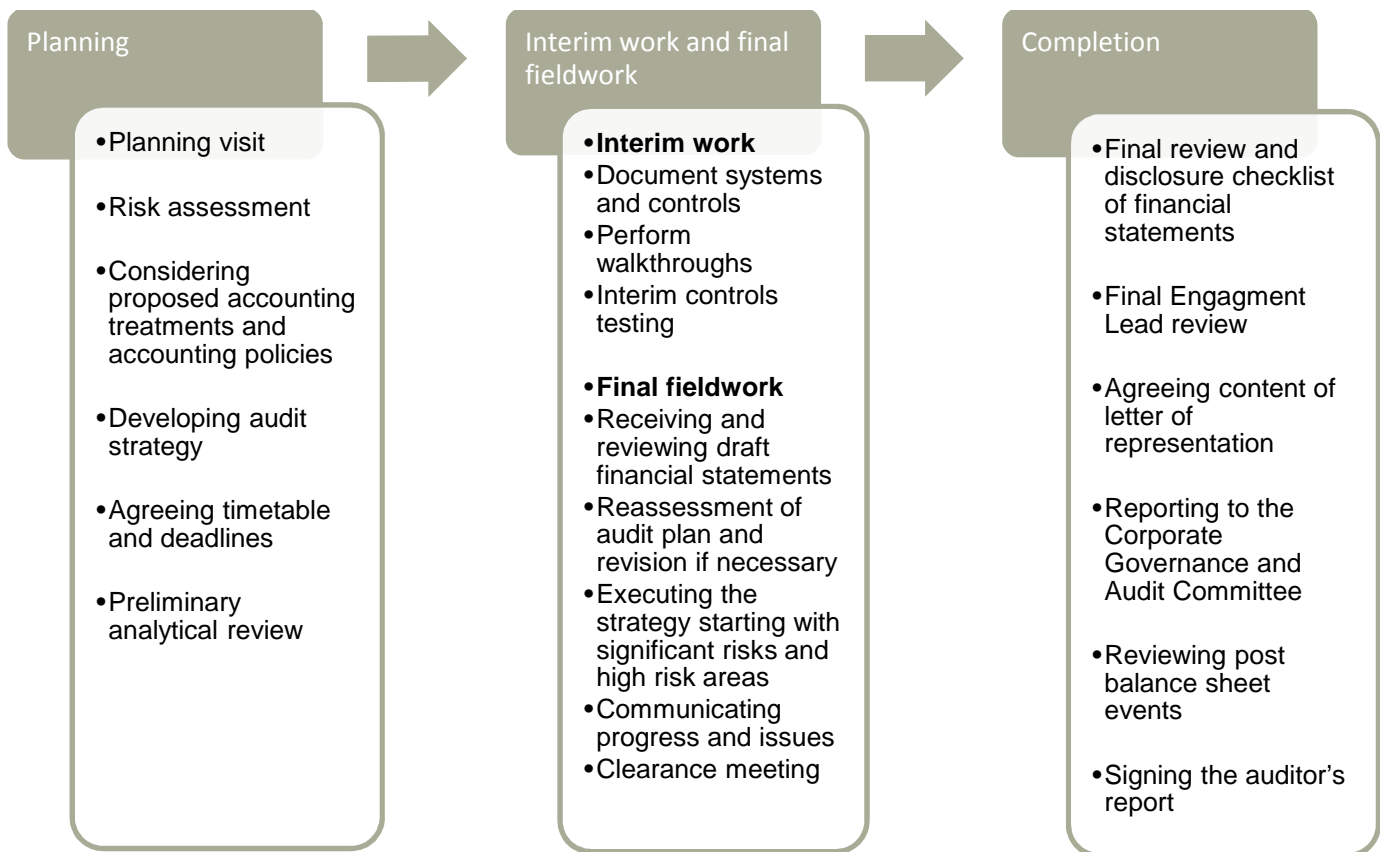 Planning
•Planning visit
•Risk assessment
•Considering
proposed accounting
treatments and
accounting policies
•Developing audit
strategy
•Agreeing timetable
and deadlines
•Preliminary
analytical review
Interim work and final
fieldwork
•Interim work
•Document systems
and controls
•Perform
walkthroughs
•Interim controls
testing
•Final fieldwork
•Receiving and
reviewing draft
financial statements
•Reassessment of
audit plan and
revision if necessary
•Executing the
strategy starting with
significant risks and
high risk areas
•Communicating
progress and issues
•Clearance meeting
Completion
•Final review and
disclosure checklist
of financial
statements
•Final Engagment
Lead review
•Agreeing content of
letter of
representation
•Reporting to the
Corporate
Governance and
Audit Committee
•Reviewing post
balance sheet
events
•Signing the auditor’s
report